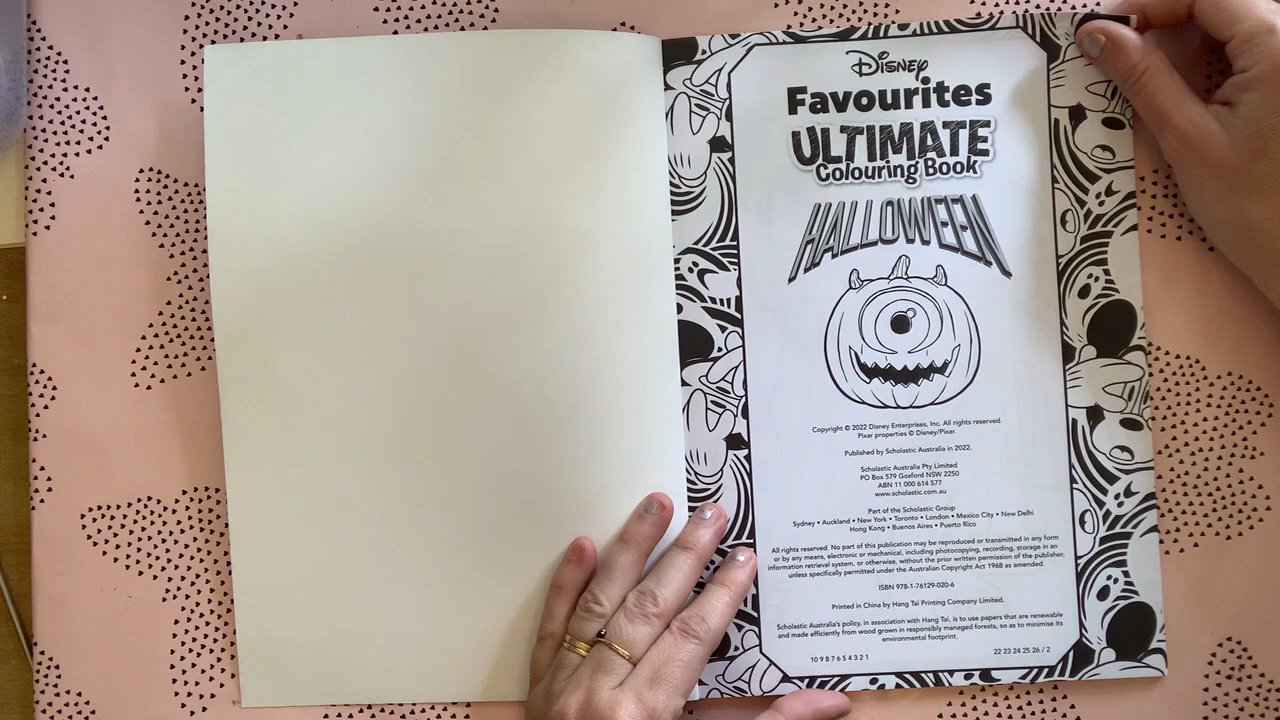 Disney
Favourites
ULTIMATE
Colouring Book
HALLOWEEN
Copyright © 2022 Disney Enterprises, Inc. All rights reserved.
Pixar properties © Disney/Pixar.
Published by Scholastic Australia in 2022.
Scholastic Australia Pty Limited
PO Box 579 Gosford NSW 2250
ABN 11 000 614 577
www.scholastic.com.au
Part of the Scholastic Group
Sydney • Auckland • New York • Toronto • London • Mexico City • New Delhi
Hong Kong • Buenos Aires • Puerto Rico
All rights reserved. No part of this publication may be reproduced or transmitted in any form
or by any means, electronic or mechanical, including photocopying, recording, storage in an
information retrieval system, or otherwise, without the prior written permission of the publisher,
unless specifically permitted under the Australian Copyright Act 1968 as amended.
ISBN 978-1-76129-020-6
Printed in China by Hang Tai Printing Company Limited.
Scholastic Australia's policy, in association with Hang Tai, is to use papers that are renewable
and made efficiently from wood grown in responsibly managed forests, so as to minimise its
environmental footprint.
10 9 8 7 6 5 4 3 2 1 22 23 24 25 26 / 2